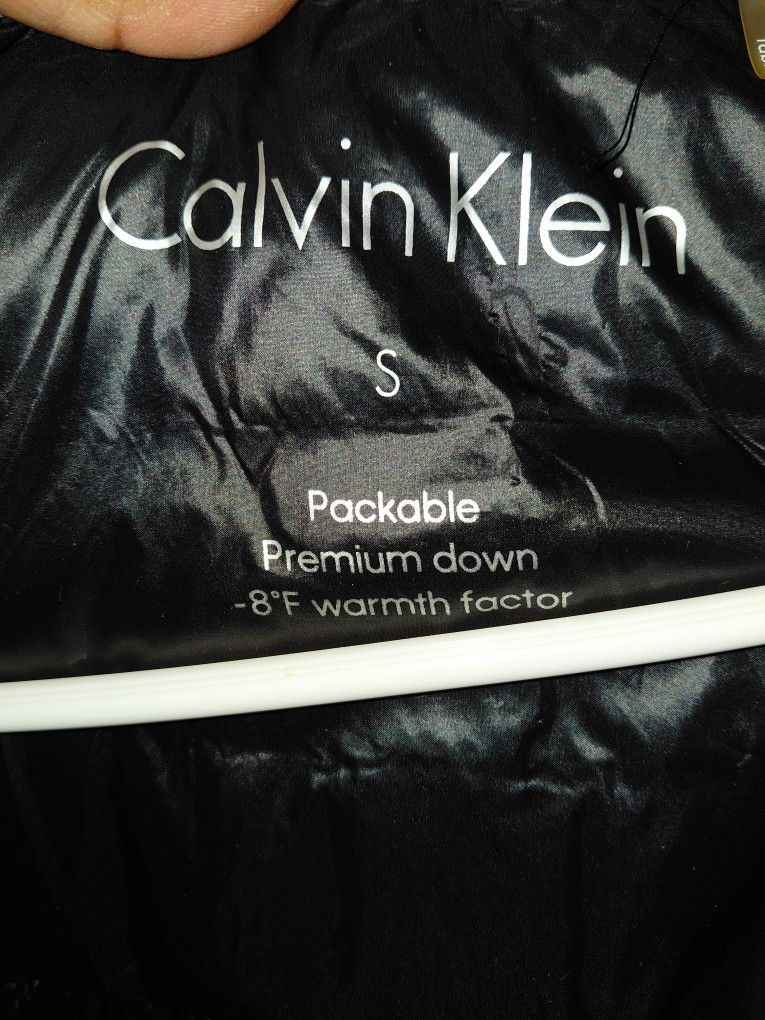 Calvin Klein
S
Packable
Premium down
-8°F warmth factor